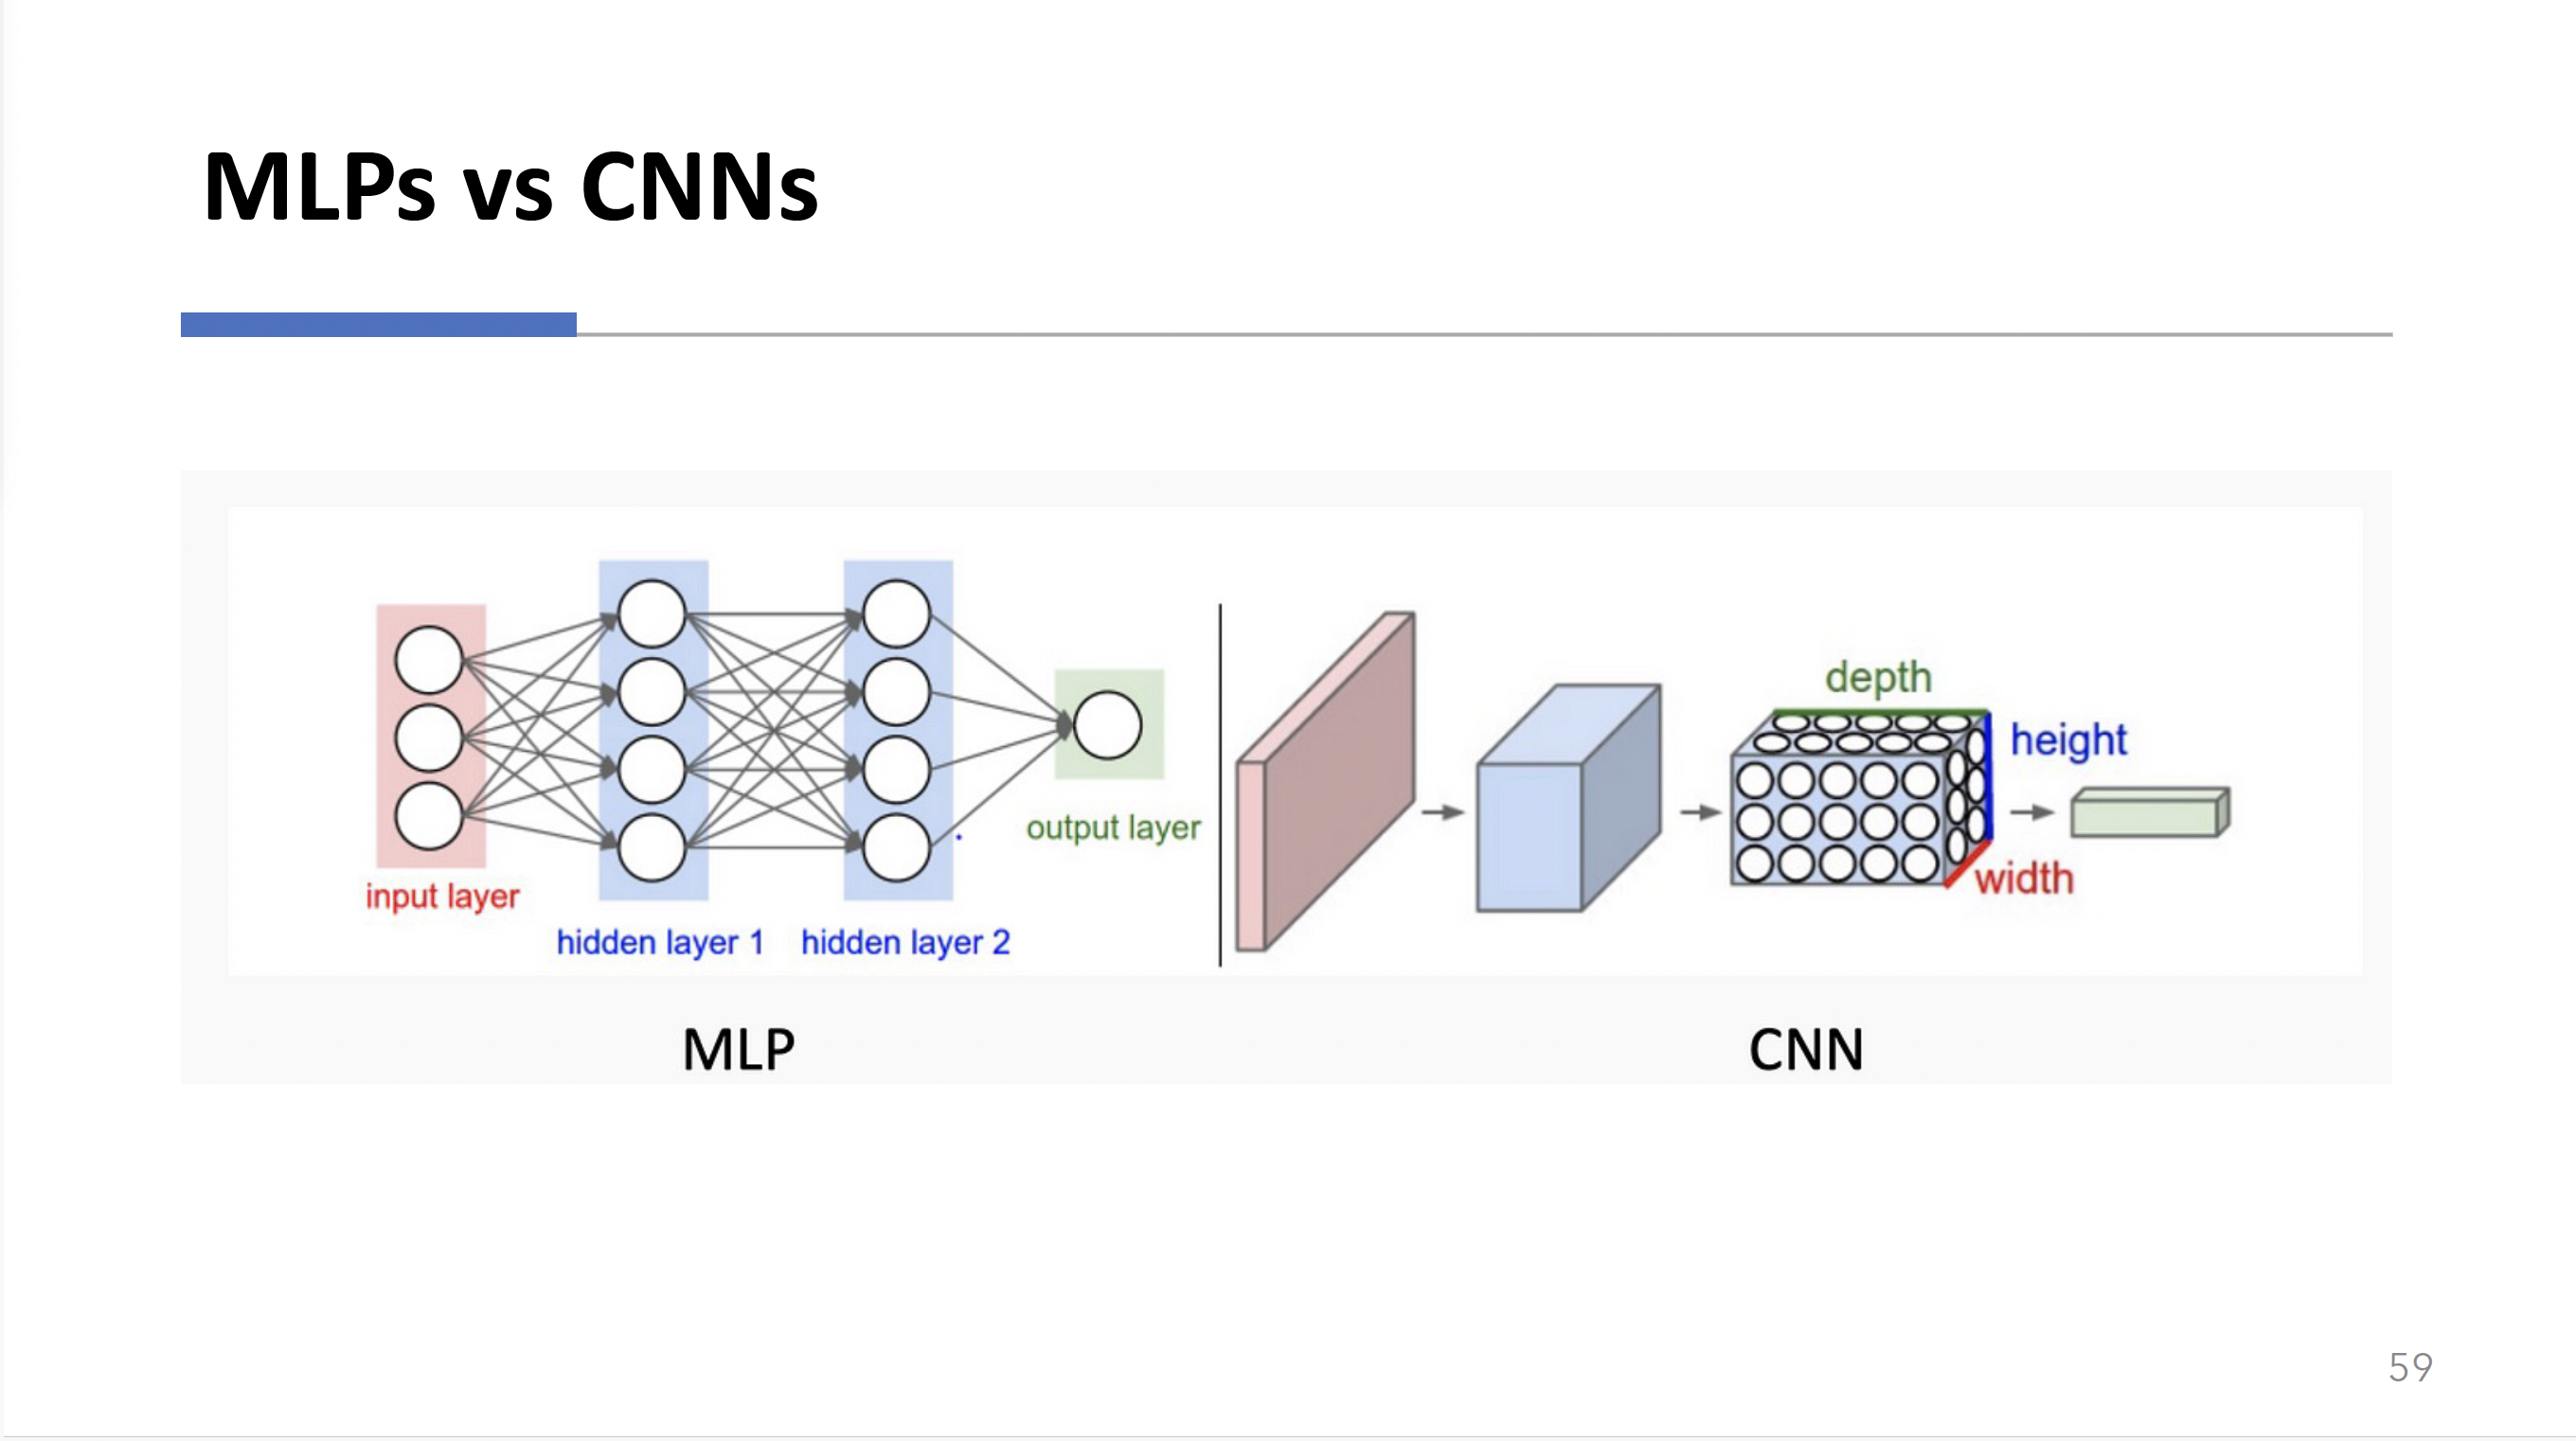 MLPs vs CNNs
input layer
hidden layer 1
hidden layer 2
output layer
depth
height
width
MLP
CNN
59